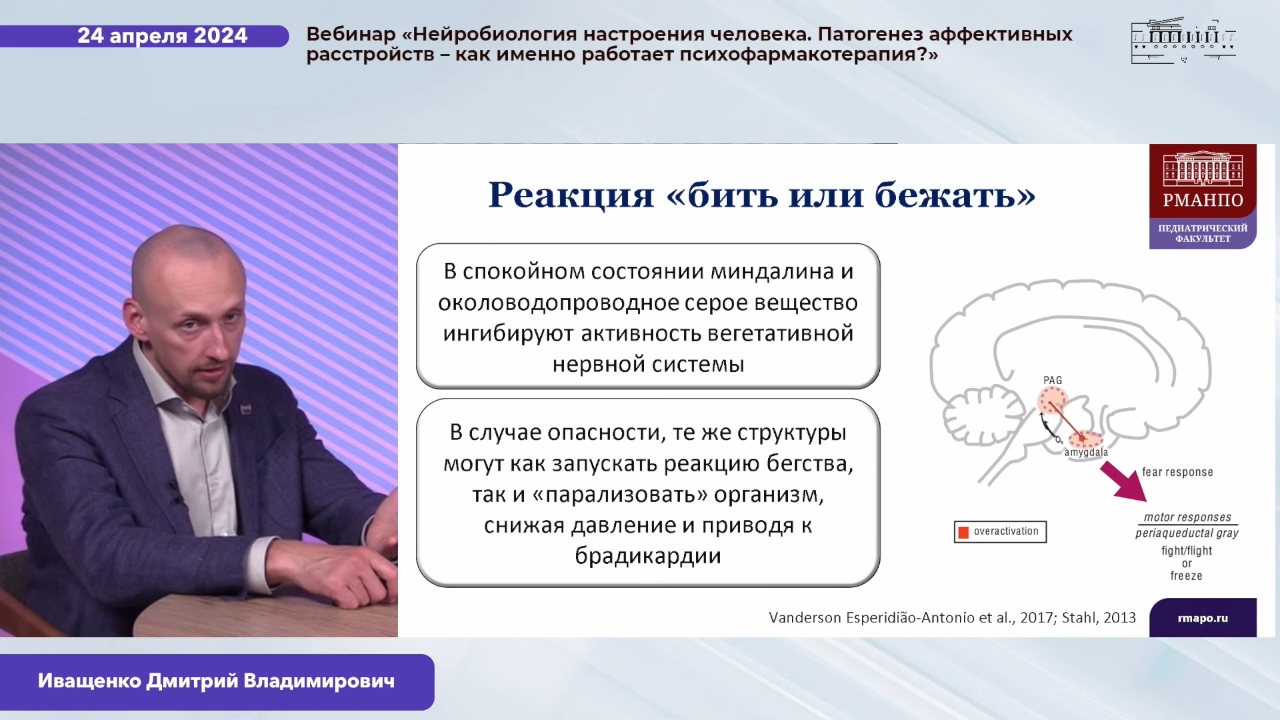 24 апреля 2024
Вебинар «Нейробиология настроения человека. Патогенез аффективных
расстройств – как именно работает психофармакотерапия?»
Реакция «бить или бежать»
РМАНПО
ПЕДИАТРИЧЕСКИЙ
ФАКУЛЬТЕТ
В спокойном состоянии миндалина и
околоводопроводное серое вещество
ингибируют активность вегетативной
нервной системы
В случае опасности, те же структуры
могут как запускать реакцию бегства,
так и «парализовать» организм,
снижая давление и приводя к
брадикардии
PAG
amygdala
fear response
overactivation
motor responses
periaqueductal gray
fight/flight
or
freeze
Vanderson Esperidião-Antonio et al., 2017; Stahl, 2013
rmapo.ru
Иващенко Дмитрий Владимирович